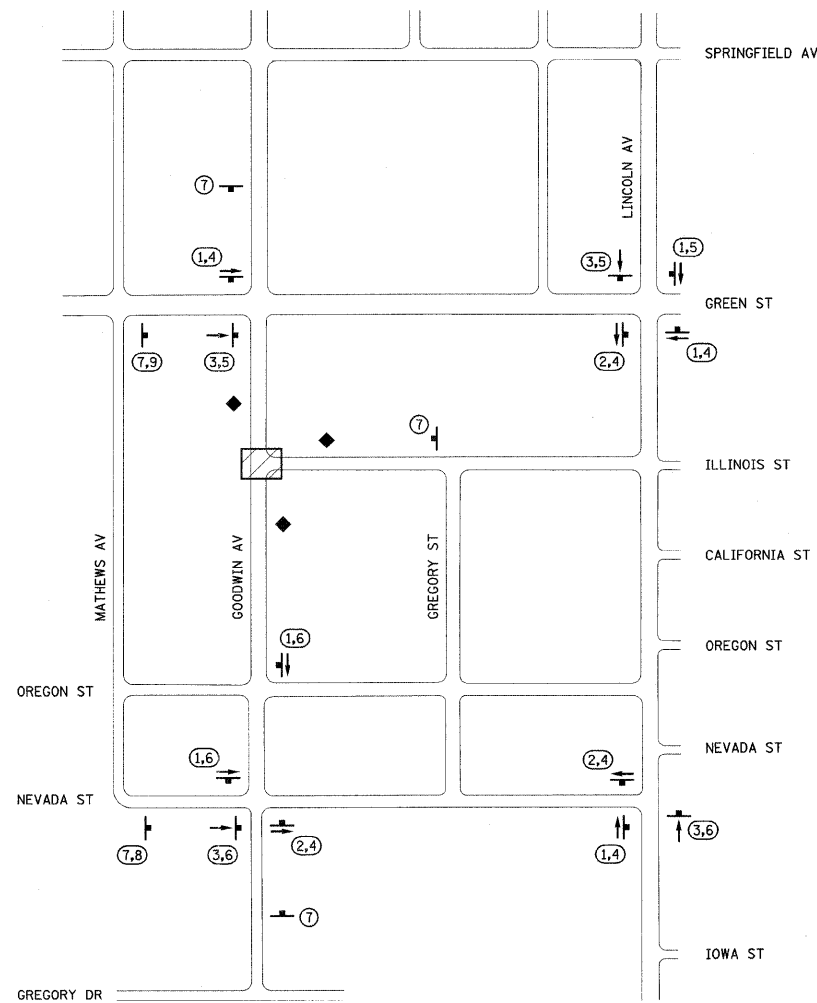 SPRINGFIELD AV
LINCOLN AV
7
1,4
3,5
1,5
GREEN ST
7,9
3,5
2,4
1,4
7
ILLINOIS ST
MATHEWS AV
GOODWIN AV
GREGORY ST
CALIFORNIA ST
1,6
OREGON ST
OREGON ST
NEVADA ST
1,6
2,4
NEVADA ST
7,8
3,6
2,4
1,4
3,6
7
IOWA ST
GREGORY DR